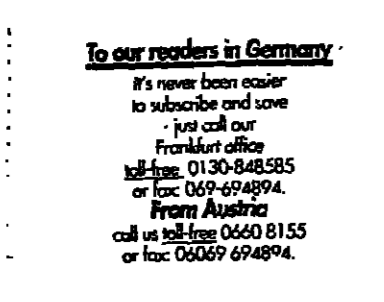 To our readers in Germany
It's never been easier
to subscribe and save
- just call our
Frankfurt office
toll-free 0130-848585
or fax: 069-694894.
From Austria
call us toll-free 0660 8155
or fax: 06069 694894.